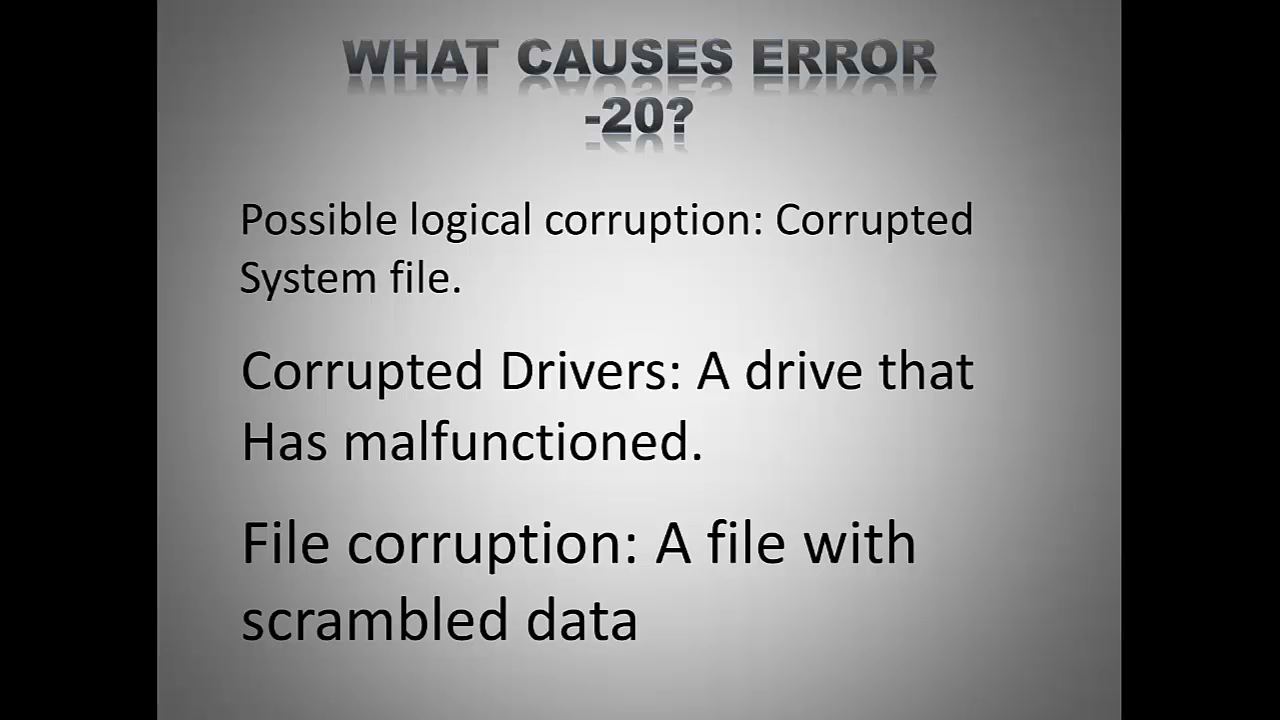 WHAT CAUSES ERROR
-20?
Possible logical corruption: Corrupted
System file.
Corrupted Drivers: A drive that
Has malfunctioned.
File corruption: A file with
scrambled data